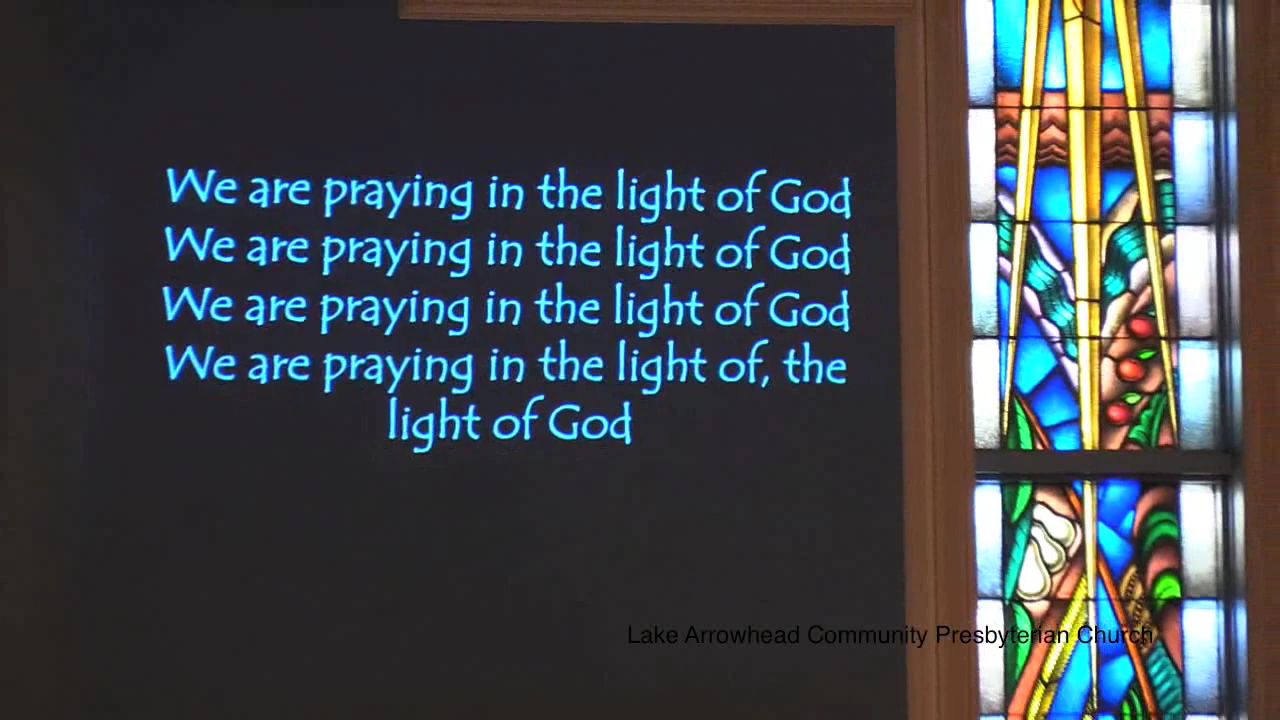 We are praying in the light of God
We are praying in the light of God
We are praying in the light of God
We are praying in the light of, the
light of God
Lake Arrowhead Community Presbyterian Church